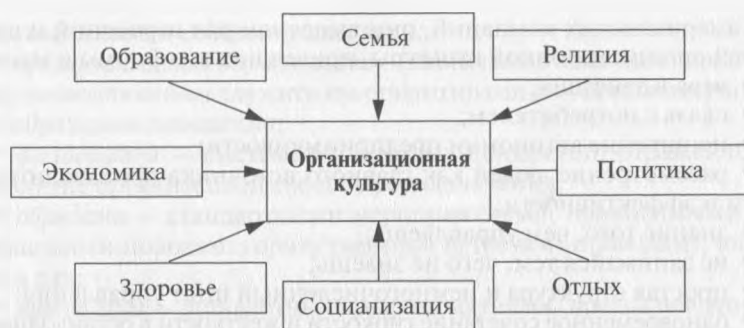 Образование
Семья
Религия
Экономика
Организационная
культура
Политика
Здоровье
Социализация
Отдых